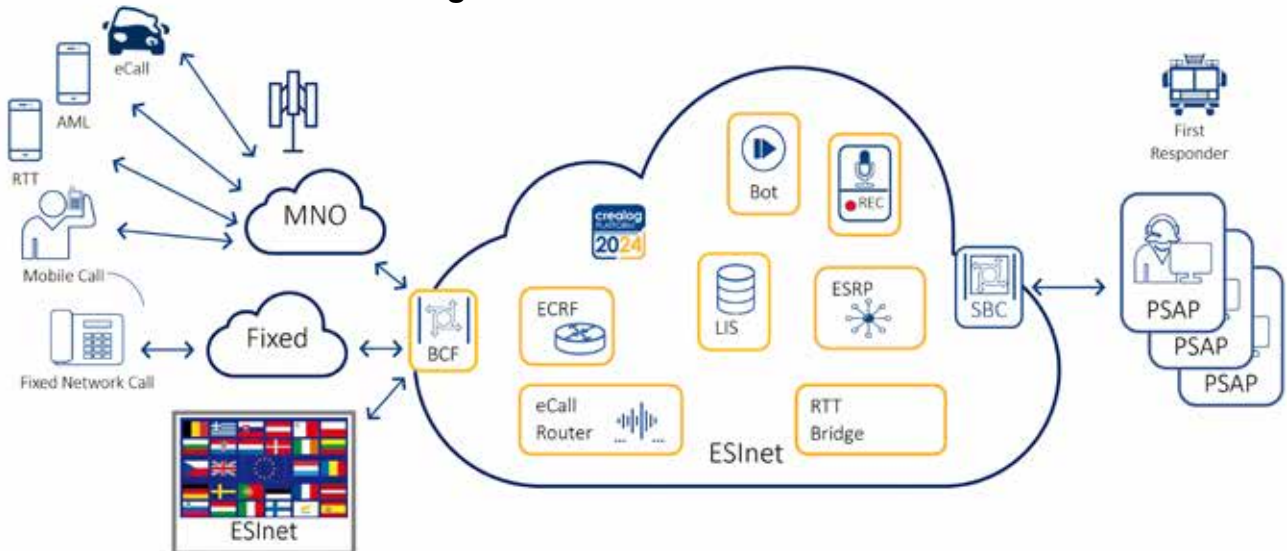 eCall
AML
RTT
Mobile Call
Fixed Network Call
MNO
Fixed
ESInet
BCF
crealog
PLATFORM
2024
Bot
REC
ECRF
LIS
ESRP
eCall
Router
RTT
Bridge
ESInet
SBC
First
Responder
PSAP
PSAP
PSAP